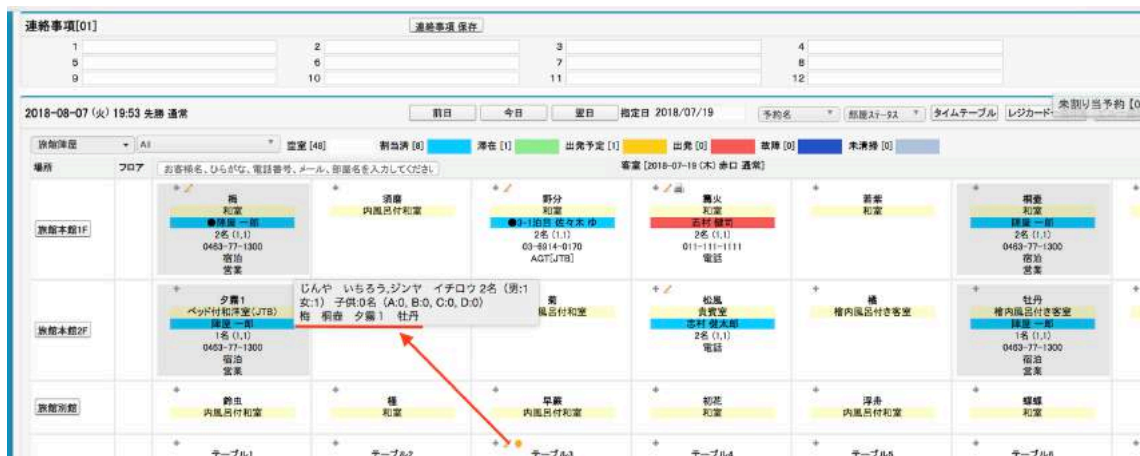 連絡事項[01]
連絡事項 保存
1 2 3 4
5 6 7 8
9 10 11 12
2018-08-07 (火) 19:53 先勝 通常
前日 今日 翌日 指定日 2018/07/19 予約名 部屋ステータス タイムテーブル レジカード
未割り当予約【0
旅館陣屋 All 空室 [48] 割当済 [8] 滞在 [1] 出発予定 [1] 出発 [0] 故障 [0] 未清掃 [0]
場所 フロア お客様名、ひらがな、電話番号、メール、部屋名を入力してください
客室 [2018-07-19 (木) 赤口 通常]
旅館本館1F
梅
和室
●陣屋 一郎
2名 (1,1)
0463-77-1300
宿泊
営業
須磨
内風呂付和室
野分
和室
●3-1泊目 佐々木 ゆ
2名 (1,1)
03-6914-0170
AGT[JTB]
篝火
和室
志村 健司
2名 (1,1)
011-111-1111
電話
若紫
和室
桐壷
和室
陣屋 一郎
2名 (1,1)
0463-77-1300
宿泊
営業
旅館本館2F
夕霧1
ベッド付和洋室(JTB)
陣屋 一郎
1名 (1,1)
0463-77-1300
宿泊
営業
じんや いちろう,ジンヤ イチロウ 2名 (男:1
女:1) 子供:0名 (A:0, B:0, C:0, D:0)
梅 桐壷 夕霧1 牡丹
菊
風呂付和室
松風
貴賓室
志村 健太郎
2名 (1,1)
電話
橘
檜内風呂付き客室
牡丹
檜内風呂付き客室
陣屋 一郎
1名 (1,1)
0463-77-1300
宿泊
営業
旅館別館
鈴虫
内風呂付和室
和室
早蕨
内風呂付和室
初花
和室
浮舟
内風呂付和室
和室
テーブル1
テーブル2
テーブル3
テーブル4
テーブル5
テーブル6